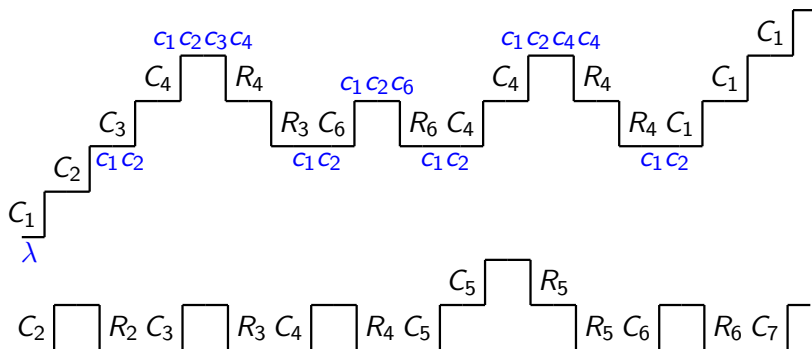 c₁c₂c₃c₄ c₁c₂c₄c₄ C₁
C₄ R₄ c₁c₂c₆ C₄ R₄ C₁
C₃ R₃ C₆ R₆ C₄ R₄ C₁
C₂ c₁c₂ c₁c₂ c₁c₂ c₁c₂
C₁
λ
C₅ R₅
C₂ R₂ C₃ R₃ C₄ R₄ C₅ R₅ C₆ R₆ C₇